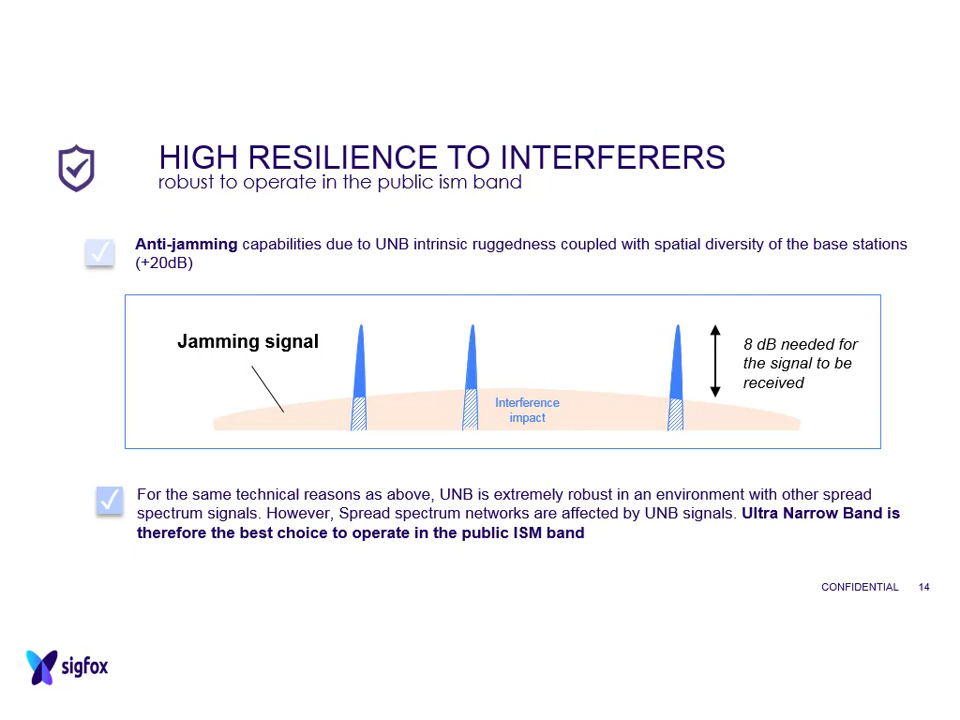 HIGH RESILIENCE TO INTERFERERS
robust to operate in the public ism band
Anti-jamming capabilities due to UNB intrinsic ruggedness coupled with spatial diversity of the base stations
(+20dB)
Jamming signal
8 dB needed for
the signal to be
received
Interference
impact
For the same technical reasons as above, UNB is extremely robust in an environment with other spread
spectrum signals. However, Spread spectrum networks are affected by UNB signals. Ultra Narrow Band is
therefore the best choice to operate in the public ISM band
CONFIDENTIAL 14
sigfox